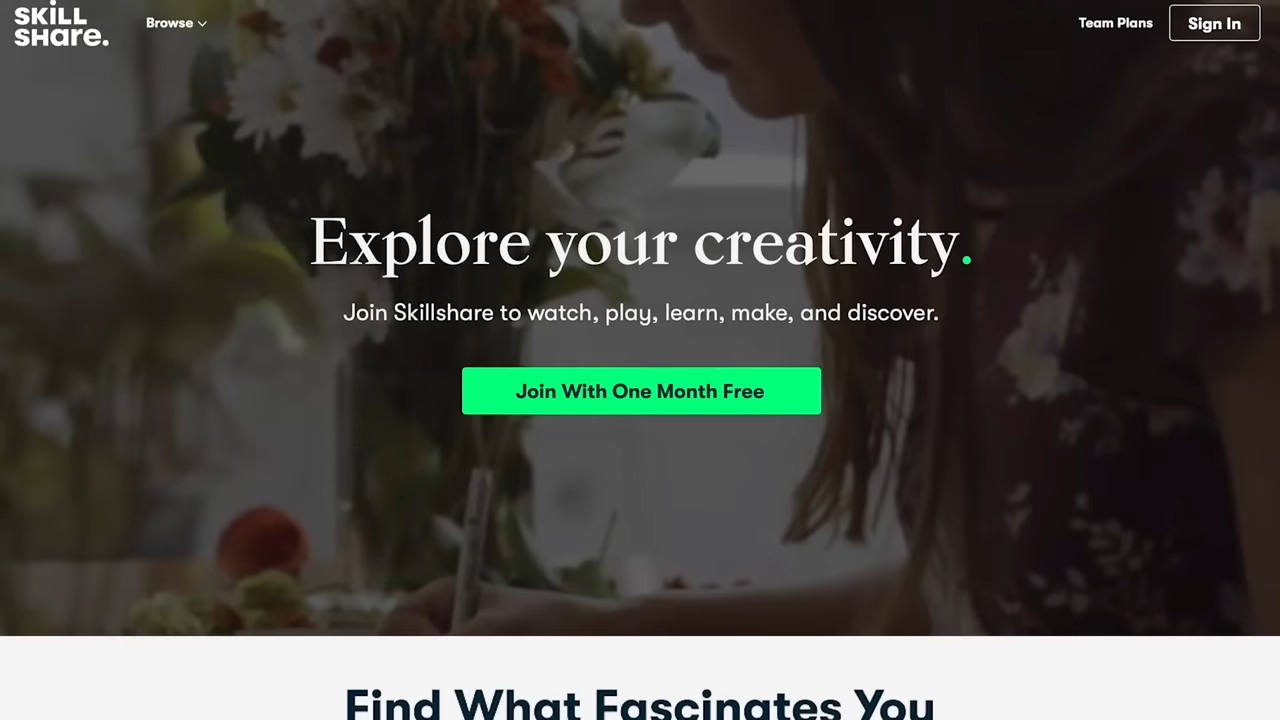 SKILL
SHare.
Browse
Team Plans
Sign In
Explore your creativity.
Join Skillshare to watch, play, learn, make, and discover.
Join With One Month Free
Find What Fascinates You